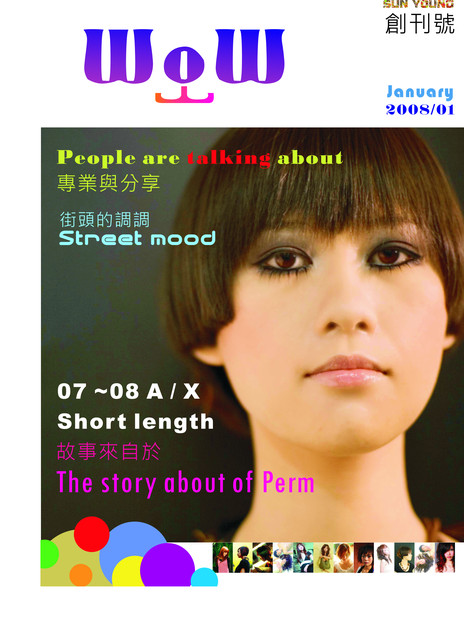 SUN YOUNG
創刊號
WoW
January
2008/01
People are talking about
專業與分享
街頭的調調
Street mood
07 ~08 A / X
Short length
故事來自於
The story about of Perm